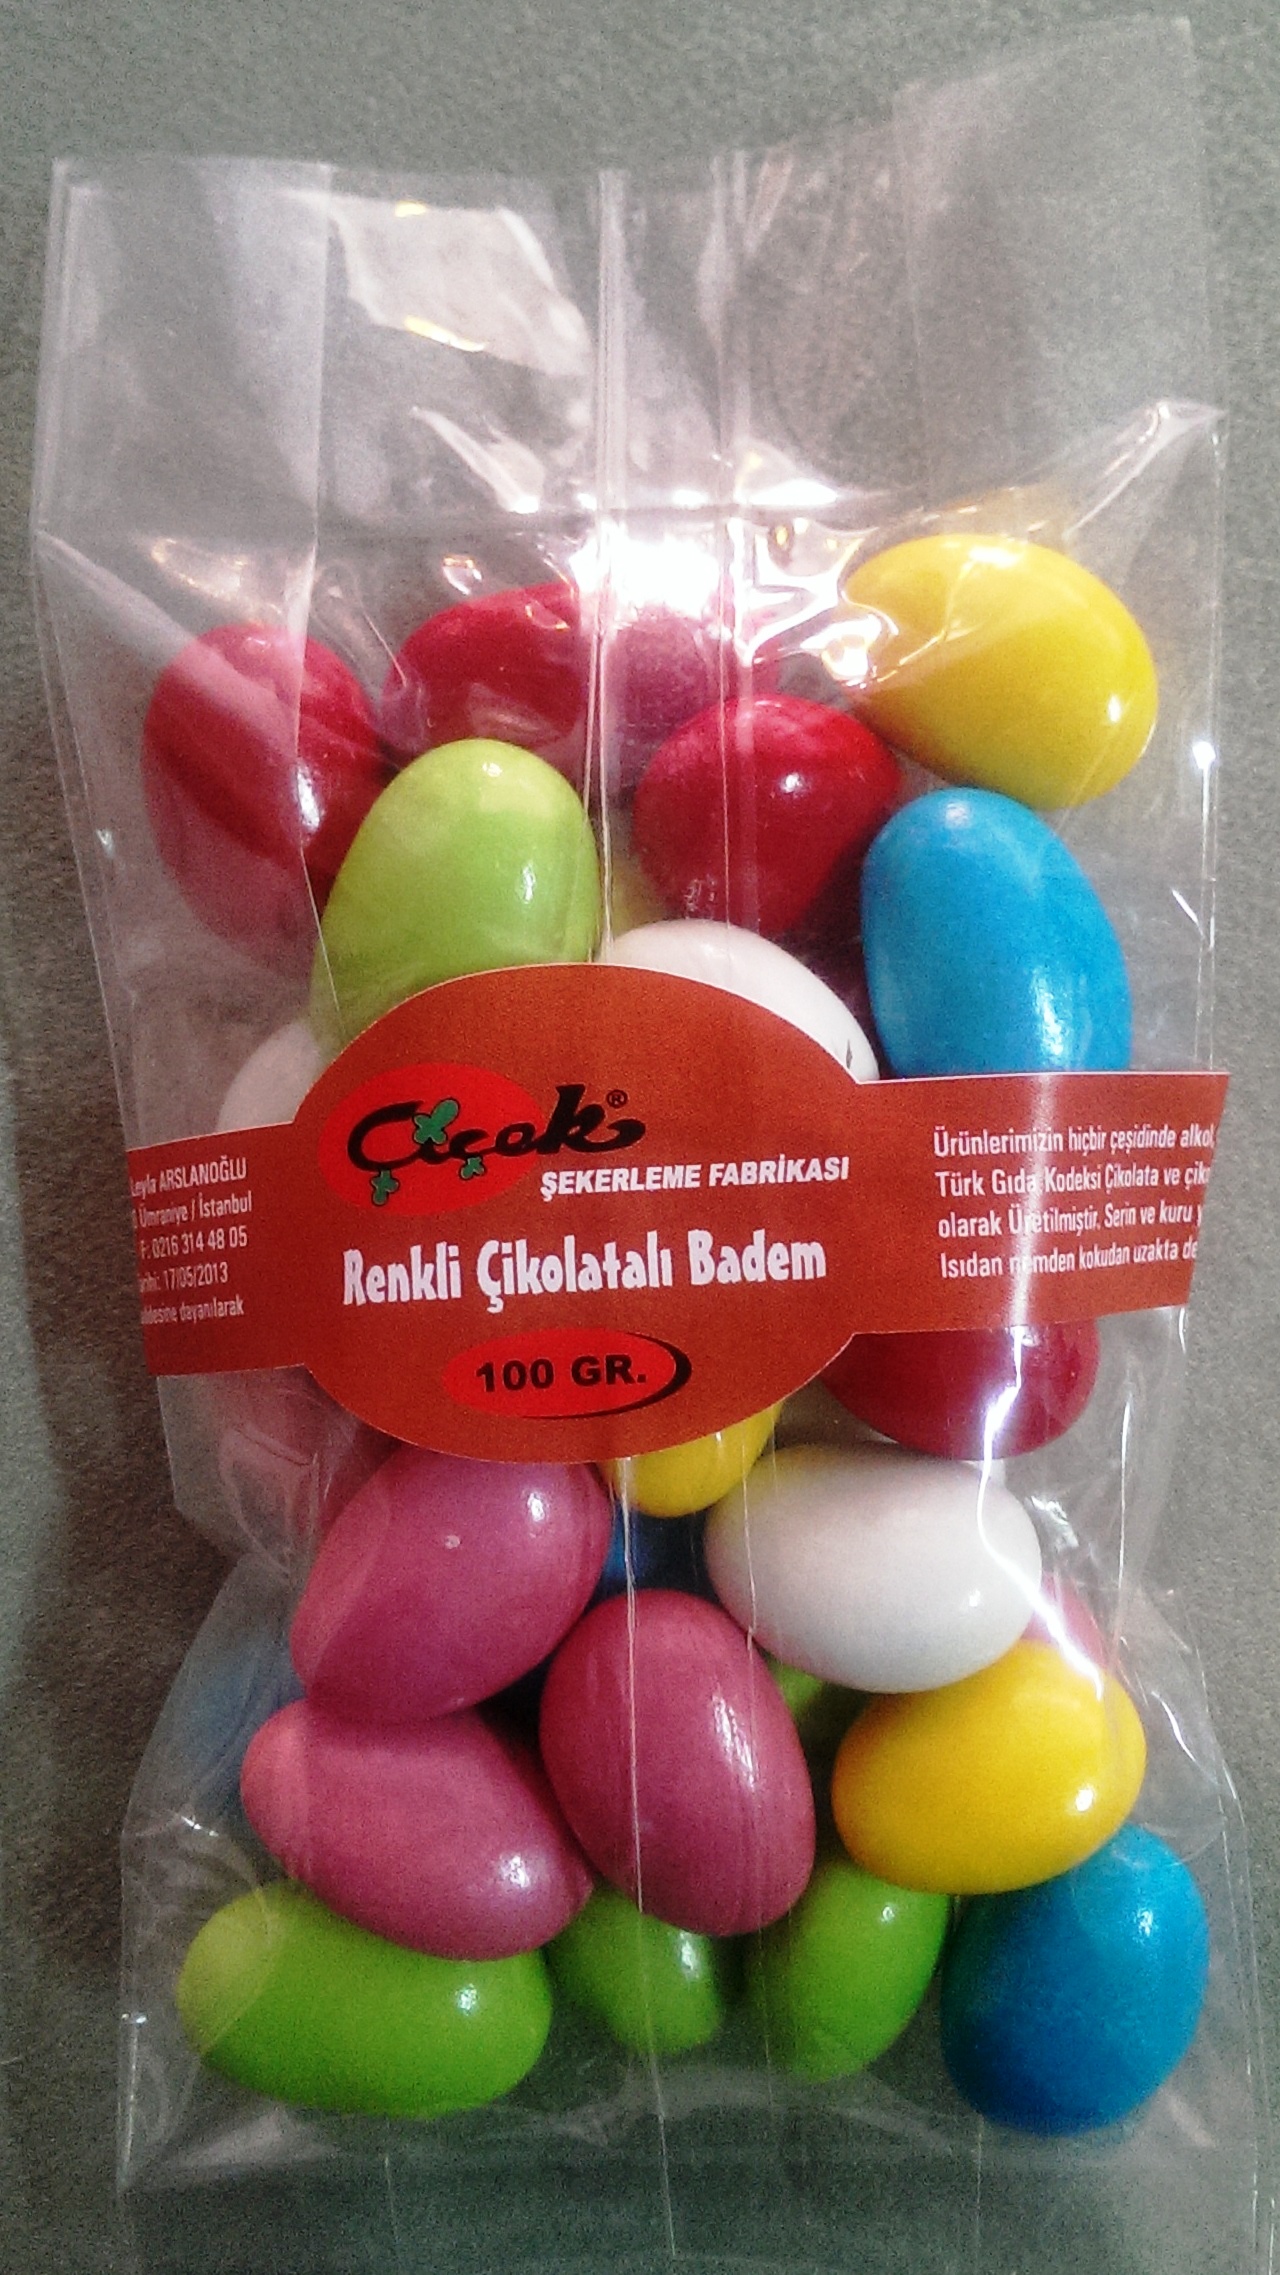 Çiçek®
ŞEKERLEME FABRİKASI
Renkli Çikolatalı Badem
100 GR.
ARSLANOĞLU
Ümraniye / İstanbul
F: 0216 314 48 05
17/05/2013
dayanılarak
Ürünlerimizin hiçbir çeşidinde alkol
Türk Gıda Kodeksi Çikolata ve
olarak Üretilmiştir. Serin ve kuru
Isıdan nemden kokudan uzakta